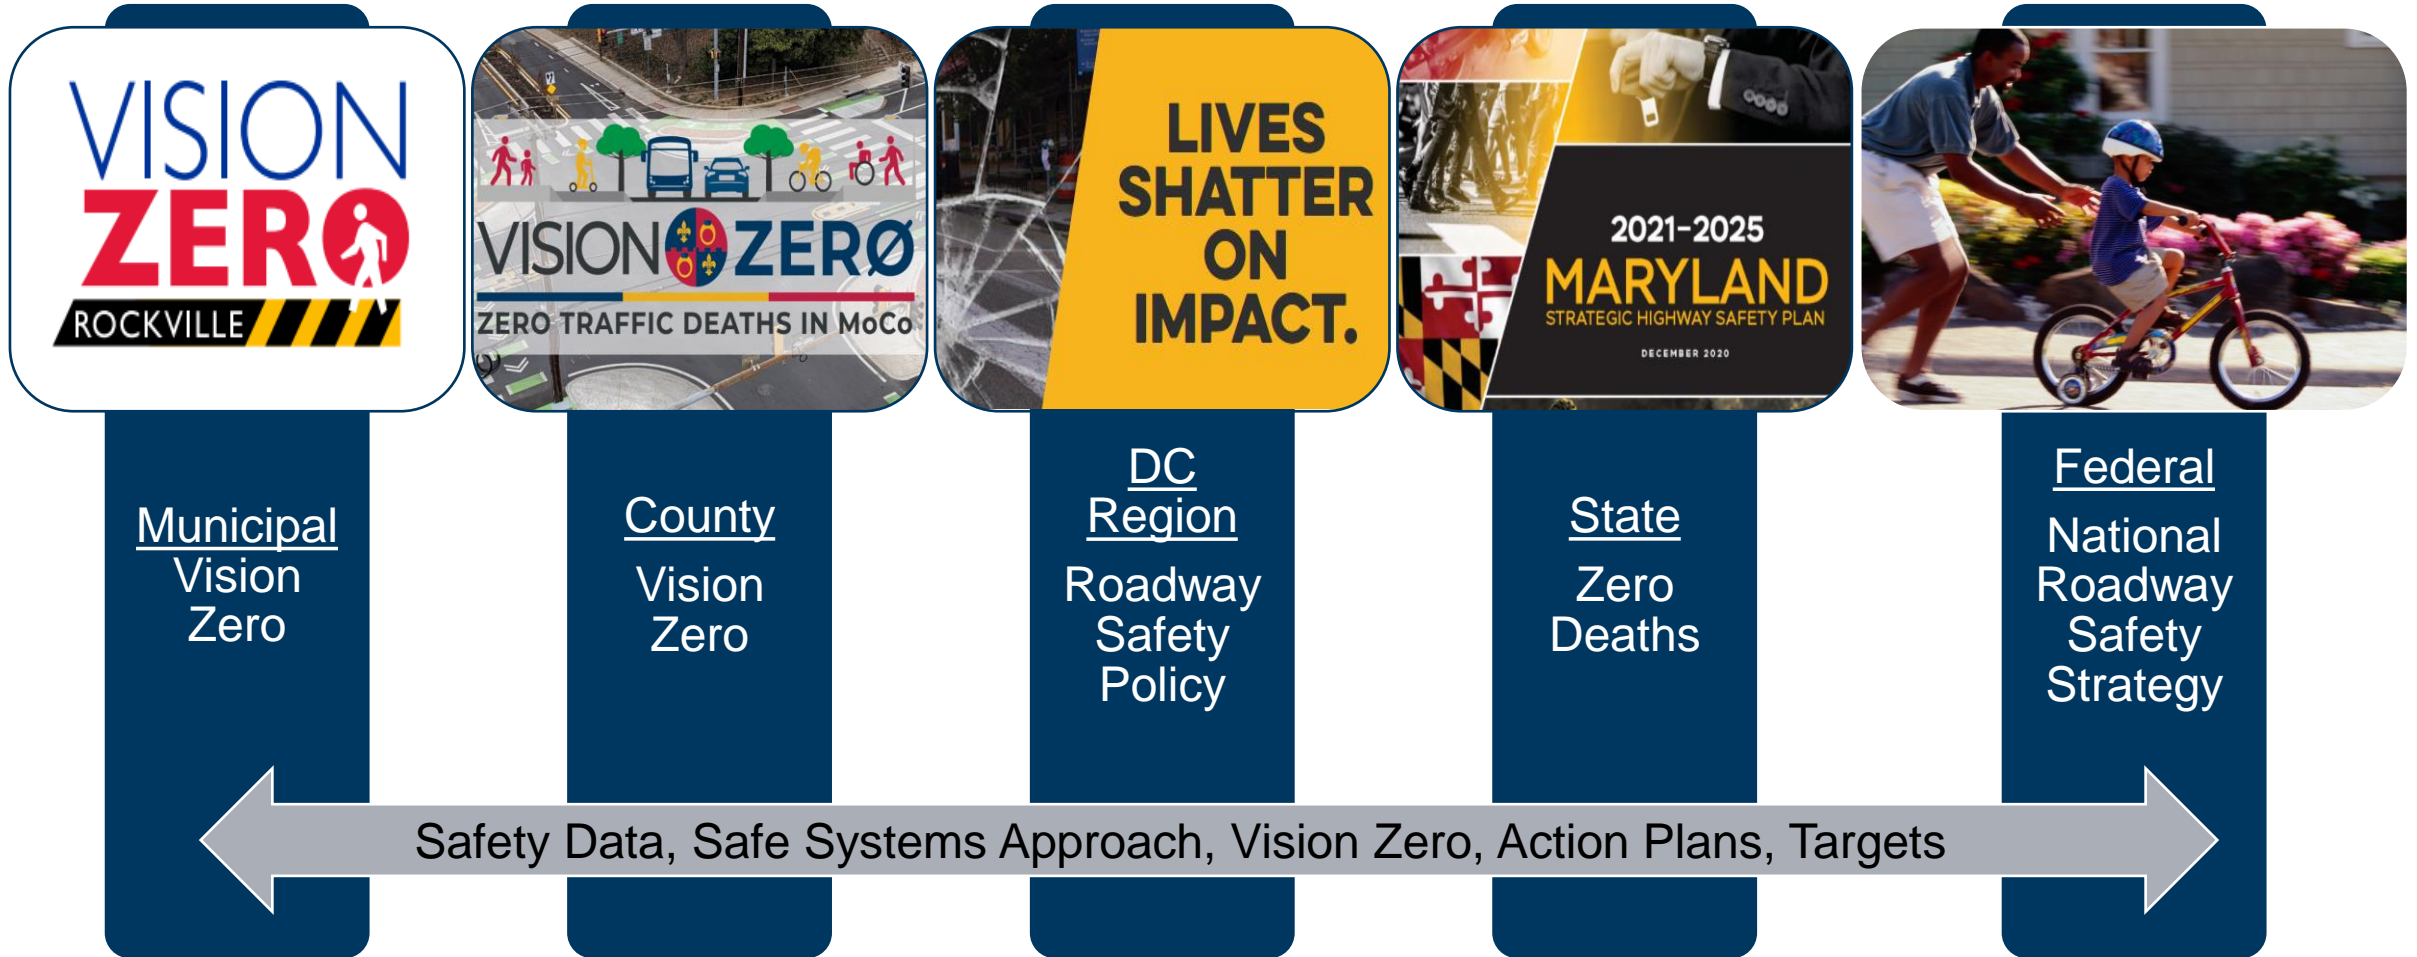 VISION
ZERO
ROCKVILLE
VISION ZERØ
ZERO TRAFFIC DEATHS IN MoCo
LIVES
SHATTER
ON
IMPACT.
2021-2025
MARYLAND
STRATEGIC HIGHWAY SAFETY PLAN
DECEMBER 2020
Municipal
Vision
Zero
County
Vision
Zero
DC
Region
Roadway
Safety
Policy
State
Zero
Deaths
Federal
National
Roadway
Safety
Strategy
Safety Data, Safe Systems Approach, Vision Zero, Action Plans, Targets